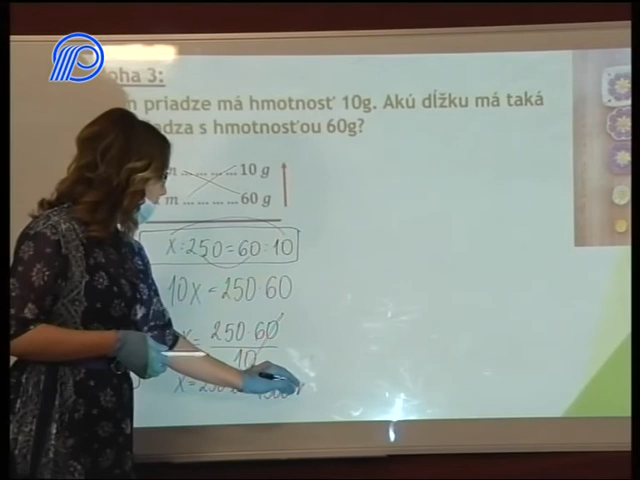 oha 3:
m priadze má hmotnosť 10g. Akú dĺžku má taká
adza s hmotnosťou 60g?
... ... ... 10 g
m ... ... ... 60 g
x : 250 = 60 : 10
10x = 250 · 60
x = 250 · 60 / 10
x =